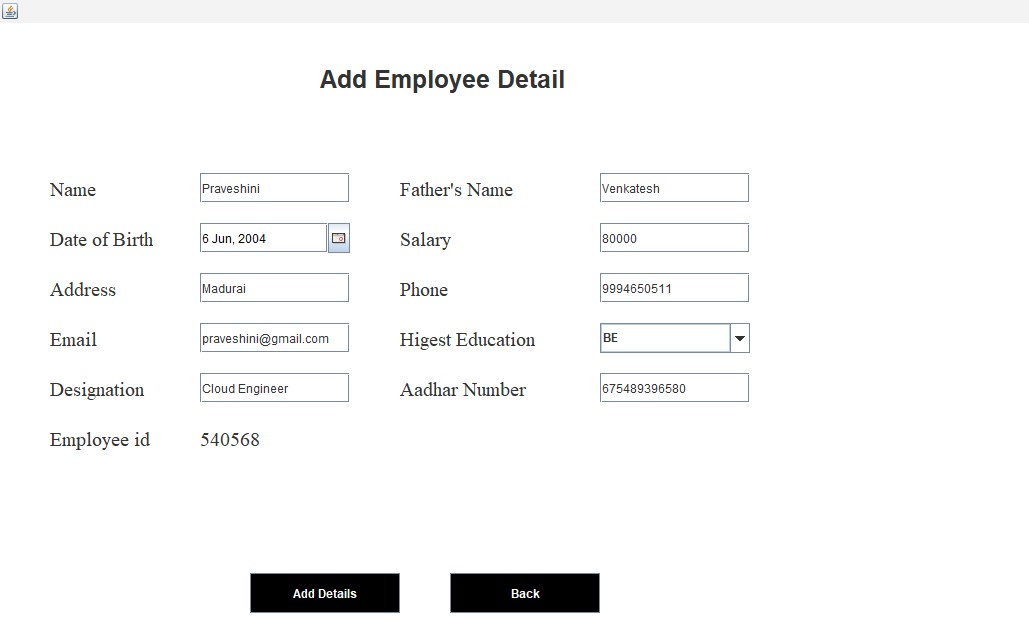 Add Employee Detail
Name Praveshini Father's Name Venkatesh
Date of Birth 6 Jun, 2004 Salary 80000
Address Madurai Phone 9994650511
Email praveshini@gmail.com Higest Education BE
Designation Cloud Engineer Aadhar Number 675489396580
Employee id 540568
Add Details Back